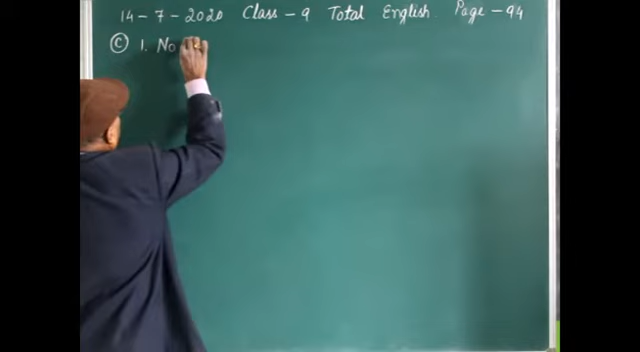 14 - 7 - 2020 Class - 9 Total English. Page - 94
(C) 1. No